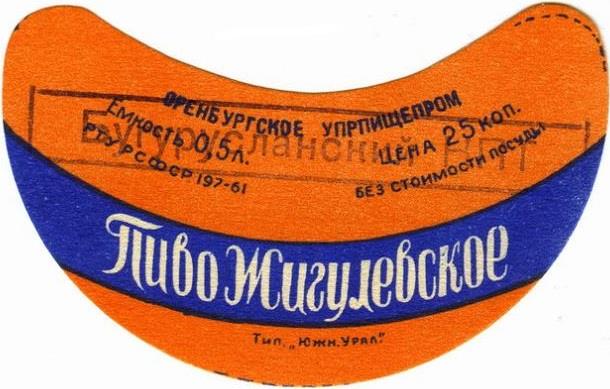 ОРЕНБУРГСКОЕ УПРПИЩЕПРОМ
Емкость 0,5 л.
РТУ РСФСР 197-61
ЦЕНА 25 коп.
БЕЗ СТОИМОСТИ ПОСУДЫ
Бугурусланский
Пиво Жигулевское
Тип. „Южн. Урал."